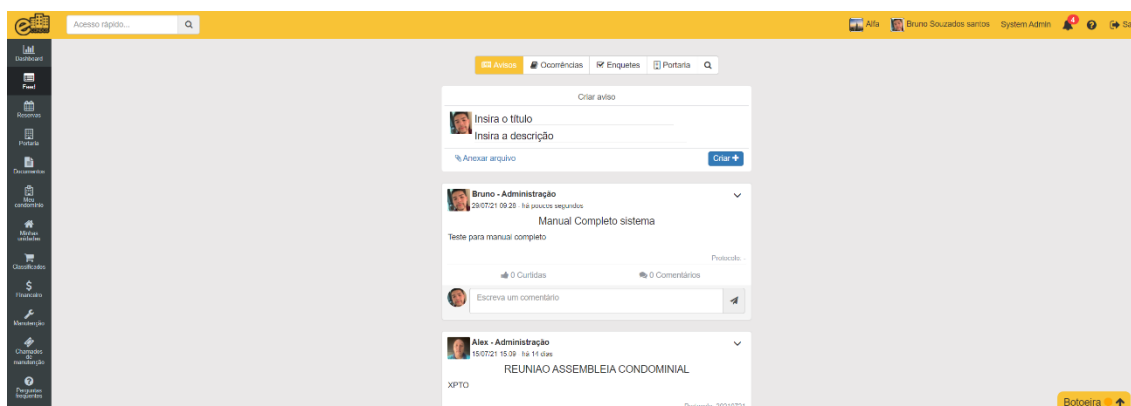 Acesso rápido...
Alfa
Bruno Souzados santos
System Admin
4
Sa
Dashboard
Feed
Reservas
Portaria
Documentos
Meu
condomínio
Minhas
unidades
Classificados
Financeiro
Manutenção
Chamados
de
manutenção
Perguntas
frequentes
Avisos
Ocorrências
Enquetes
Portaria
Criar aviso
Insira o título
Insira a descrição
Anexar arquivo
Criar
Bruno - Administração
29/07/21 09:28 - há poucos segundos
Manual Completo sistema
Teste para manual completo
Protocolo: -
0 Curtidas
0 Comentários
Escreva um comentário
Alex - Administração
15/07/21 15:09 há 14 dias
REUNIAO ASSEMBLEIA CONDOMINIAL
XPTO
Botoeira